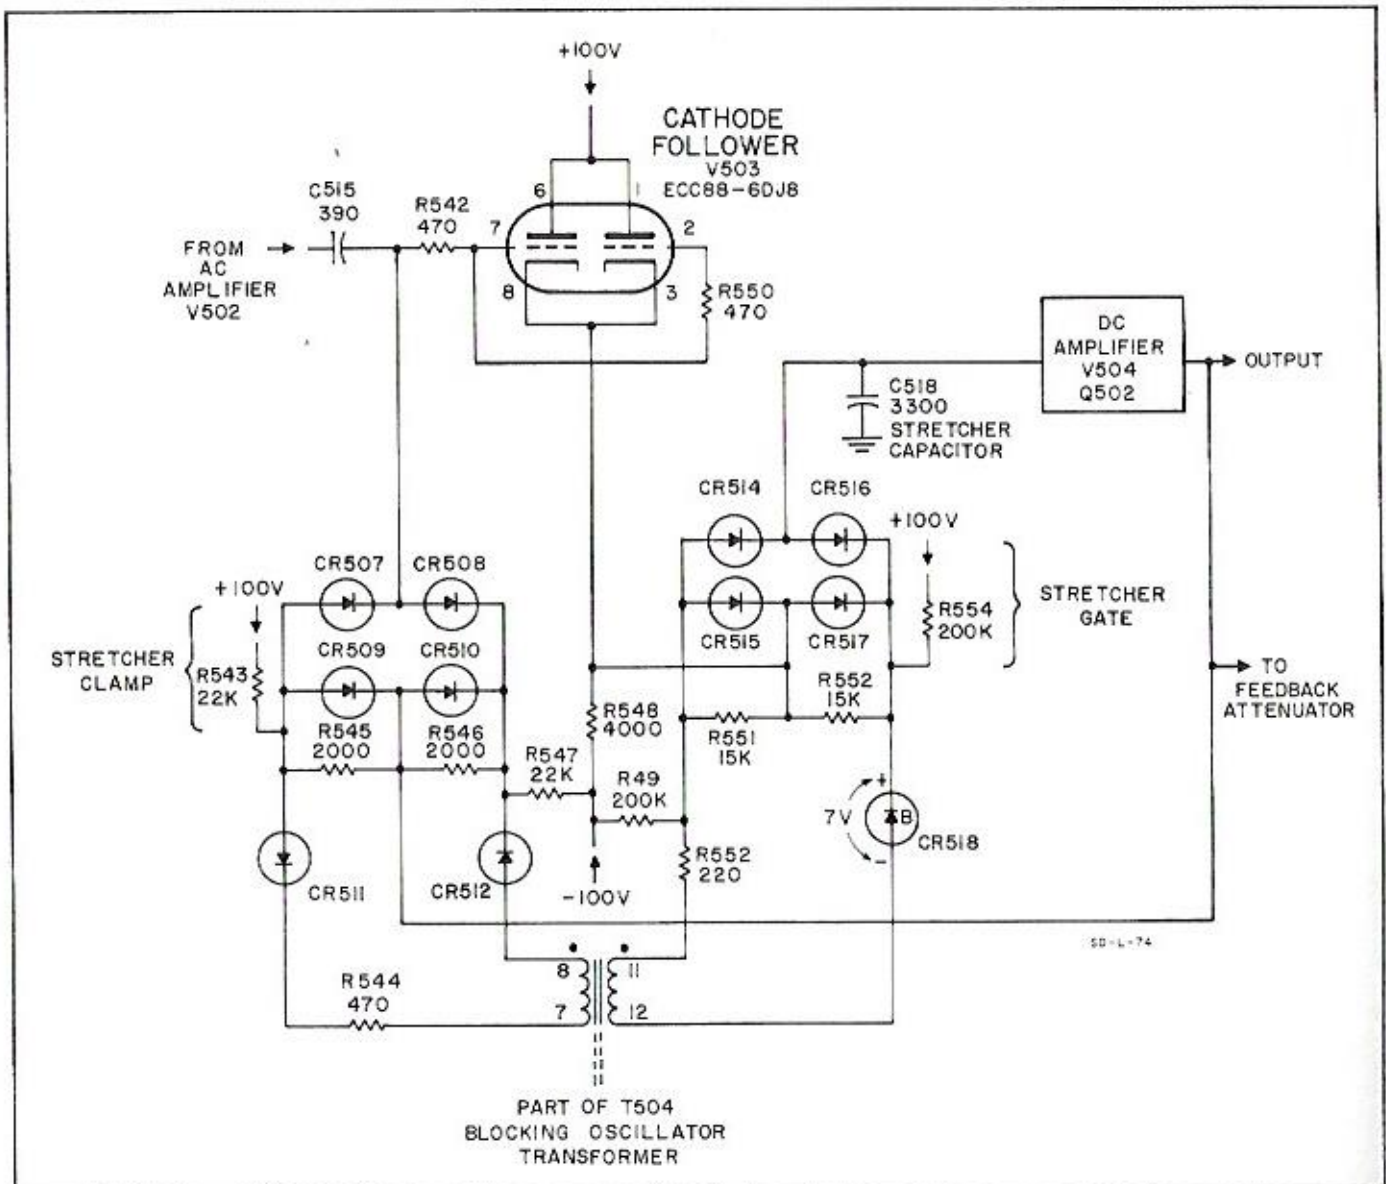 +100V
CATHODE
FOLLOWER
V503
ECC88-6DJ8
C515
390
R542
470
6
1
7
2
8
3
FROM
AC
AMPLIFIER
V502
R550
470
DC
AMPLIFIER
V504
Q502
OUTPUT
C518
3300
STRETCHER
CAPACITOR
CR514
CR516
+100V
CR507
CR508
+100V
CR515
CR517
R554
200K
STRETCHER
GATE
STRETCHER
CLAMP
R543
22K
CR509
CR510
R545
2000
R546
2000
R547
22K
R548
4000
R49
200K
R551
15K
R552
15K
TO
FEEDBACK
ATTENUATOR
+
7V
-
B
CR518
R552
220
CR511
CR512
-100V
SD-L-74
8
11
7
12
R544
470
PART OF T504
BLOCKING OSCILLATOR
TRANSFORMER